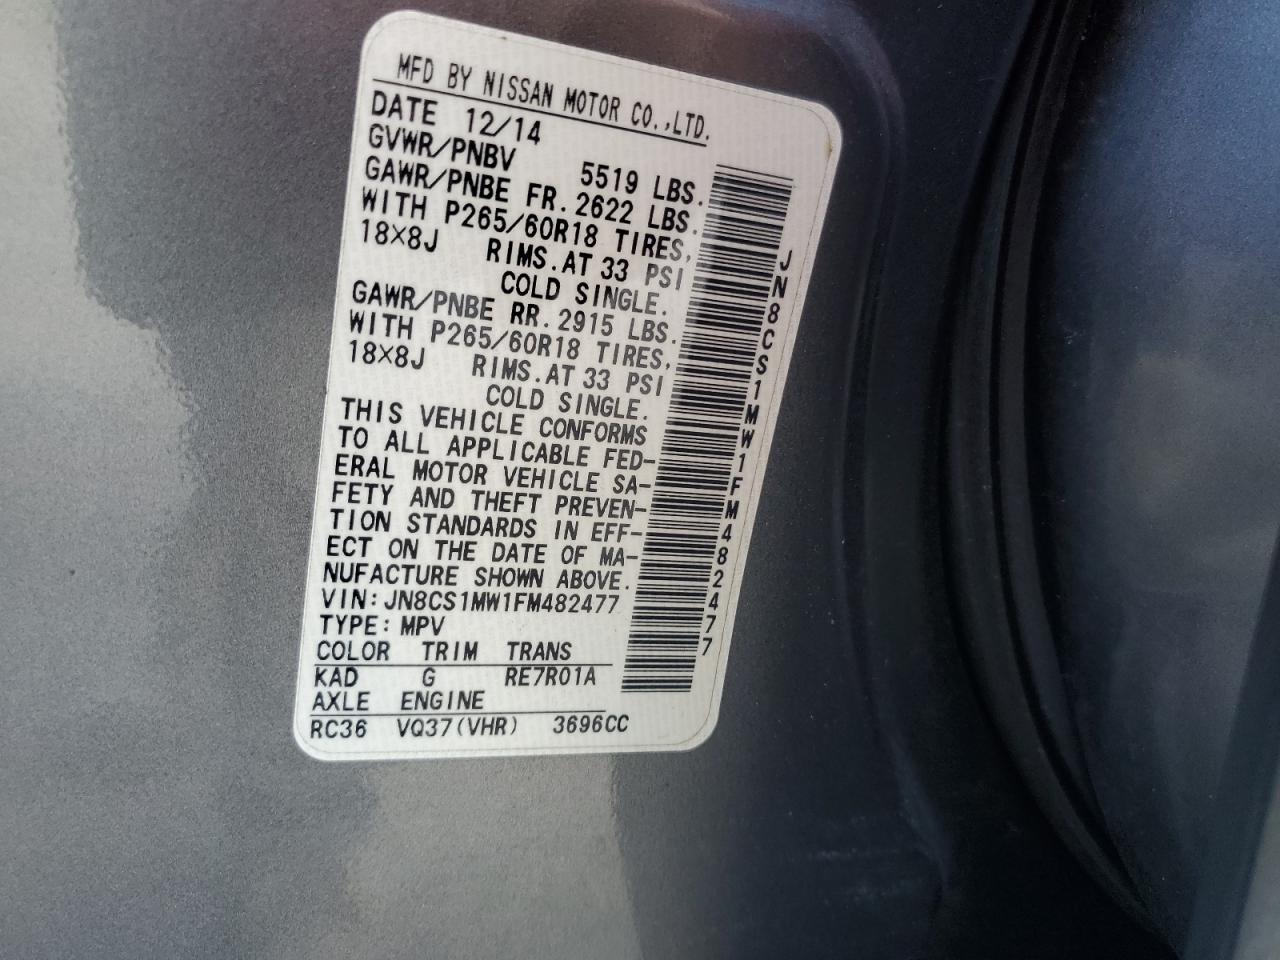 MFD BY NISSAN MOTOR CO.,LTD.
DATE 12/14
GVWR/PNBV 5519 LBS.
GAWR/PNBE FR. 2622 LBS.
WITH P265/60R18 TIRES,
18×8J RIMS.AT 33 PSI
COLD SINGLE.
GAWR/PNBE RR. 2915 LBS.
WITH P265/60R18 TIRES,
18×8J RIMS.AT 33 PSI
COLD SINGLE.
THIS VEHICLE CONFORMS
TO ALL APPLICABLE FED-
ERAL MOTOR VEHICLE SA-
FETY AND THEFT PREVEN-
TION STANDARDS IN EFF-
ECT ON THE DATE OF MA-
NUFACTURE SHOWN ABOVE.
VIN:JN8CS1MW1FM482477
TYPE:MPV
COLOR TRIM TRANS
KAD G RE7R01A
AXLE ENGINE
RC36 VQ37(VHR) 3696CC
JN8CS1MW1FM482477